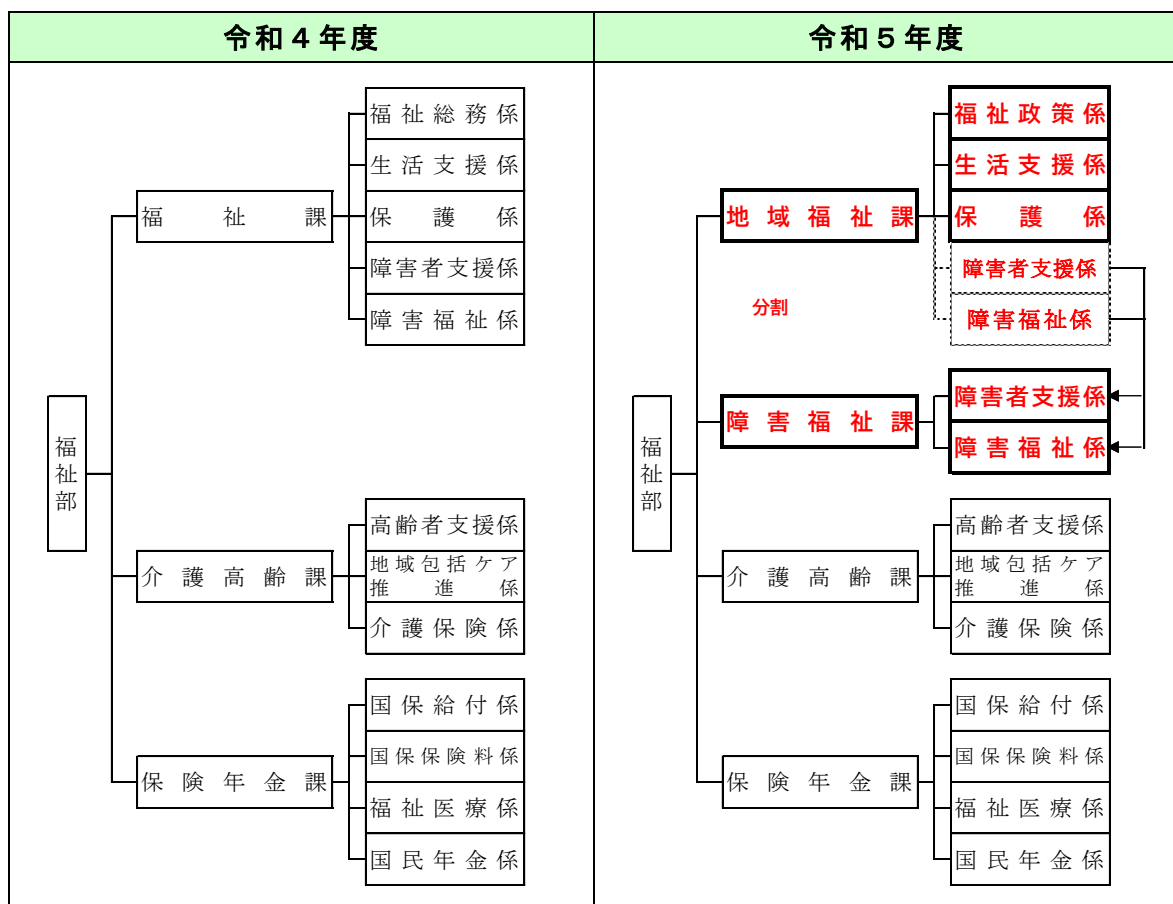 令和４年度
福祉部
福祉課
福祉総務係
生活支援係
保護係
障害者支援係
障害福祉係
介護高齢課
高齢者支援係
地域包括ケア
推進係
介護保険係
保険年金課
国保給付係
国保保険料係
福祉医療係
国民年金係
令和５年度
福祉部
地域福祉課
福祉政策係
生活支援係
保護係
障害者支援係
障害福祉係
分割
障害福祉課
障害者支援係
障害福祉係
介護高齢課
高齢者支援係
地域包括ケア
推進係
介護保険係
保険年金課
国保給付係
国保保険料係
福祉医療係
国民年金係